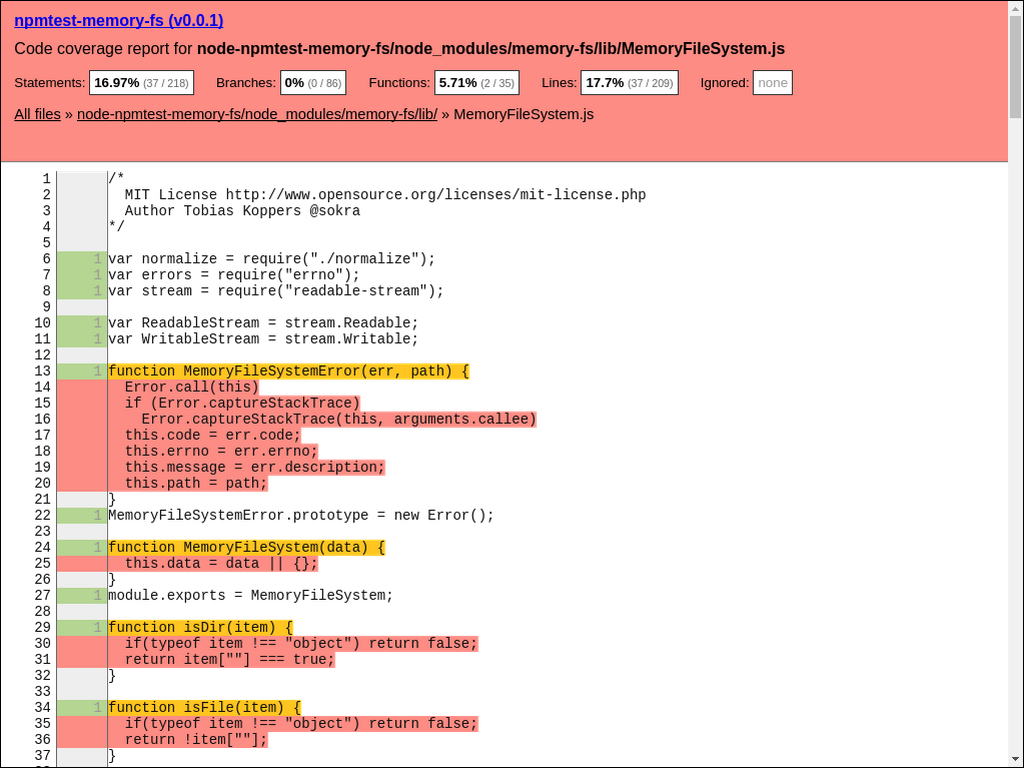 npmtest-memory-fs (v0.0.1)
Code coverage report for node-npmtest-memory-fs/node_modules/memory-fs/lib/MemoryFileSystem.js
Statements: 16.97% (37 / 218) Branches: 0% (0 / 86) Functions: 5.71% (2 / 35) Lines: 17.7% (37 / 209) Ignored: none
All files » node-npmtest-memory-fs/node_modules/memory-fs/lib/ » MemoryFileSystem.js
1 /*
2   MIT License http://www.opensource.org/licenses/mit-license.php
3   Author Tobias Koppers @sokra
4 */
5
6 1 var normalize = require("./normalize");
7 1 var errors = require("errno");
8 1 var stream = require("readable-stream");
9
10 1 var ReadableStream = stream.Readable;
11 1 var WritableStream = stream.Writable;
12
13 1 function MemoryFileSystemError(err, path) {
14   Error.call(this)
15   if (Error.captureStackTrace)
16     Error.captureStackTrace(this, arguments.callee)
17   this.code = err.code;
18   this.errno = err.errno;
19   this.message = err.description;
20   this.path = path;
21 }
22 1 MemoryFileSystemError.prototype = new Error();
23
24 1 function MemoryFileSystem(data) {
25   this.data = data || {};
26 }
27 1 module.exports = MemoryFileSystem;
28
29 1 function isDir(item) {
30   if(typeof item !== "object") return false;
31   return item[""] === true;
32 }
33
34 1 function isFile(item) {
35   if(typeof item !== "object") return false;
36   return !item[""];
37 }